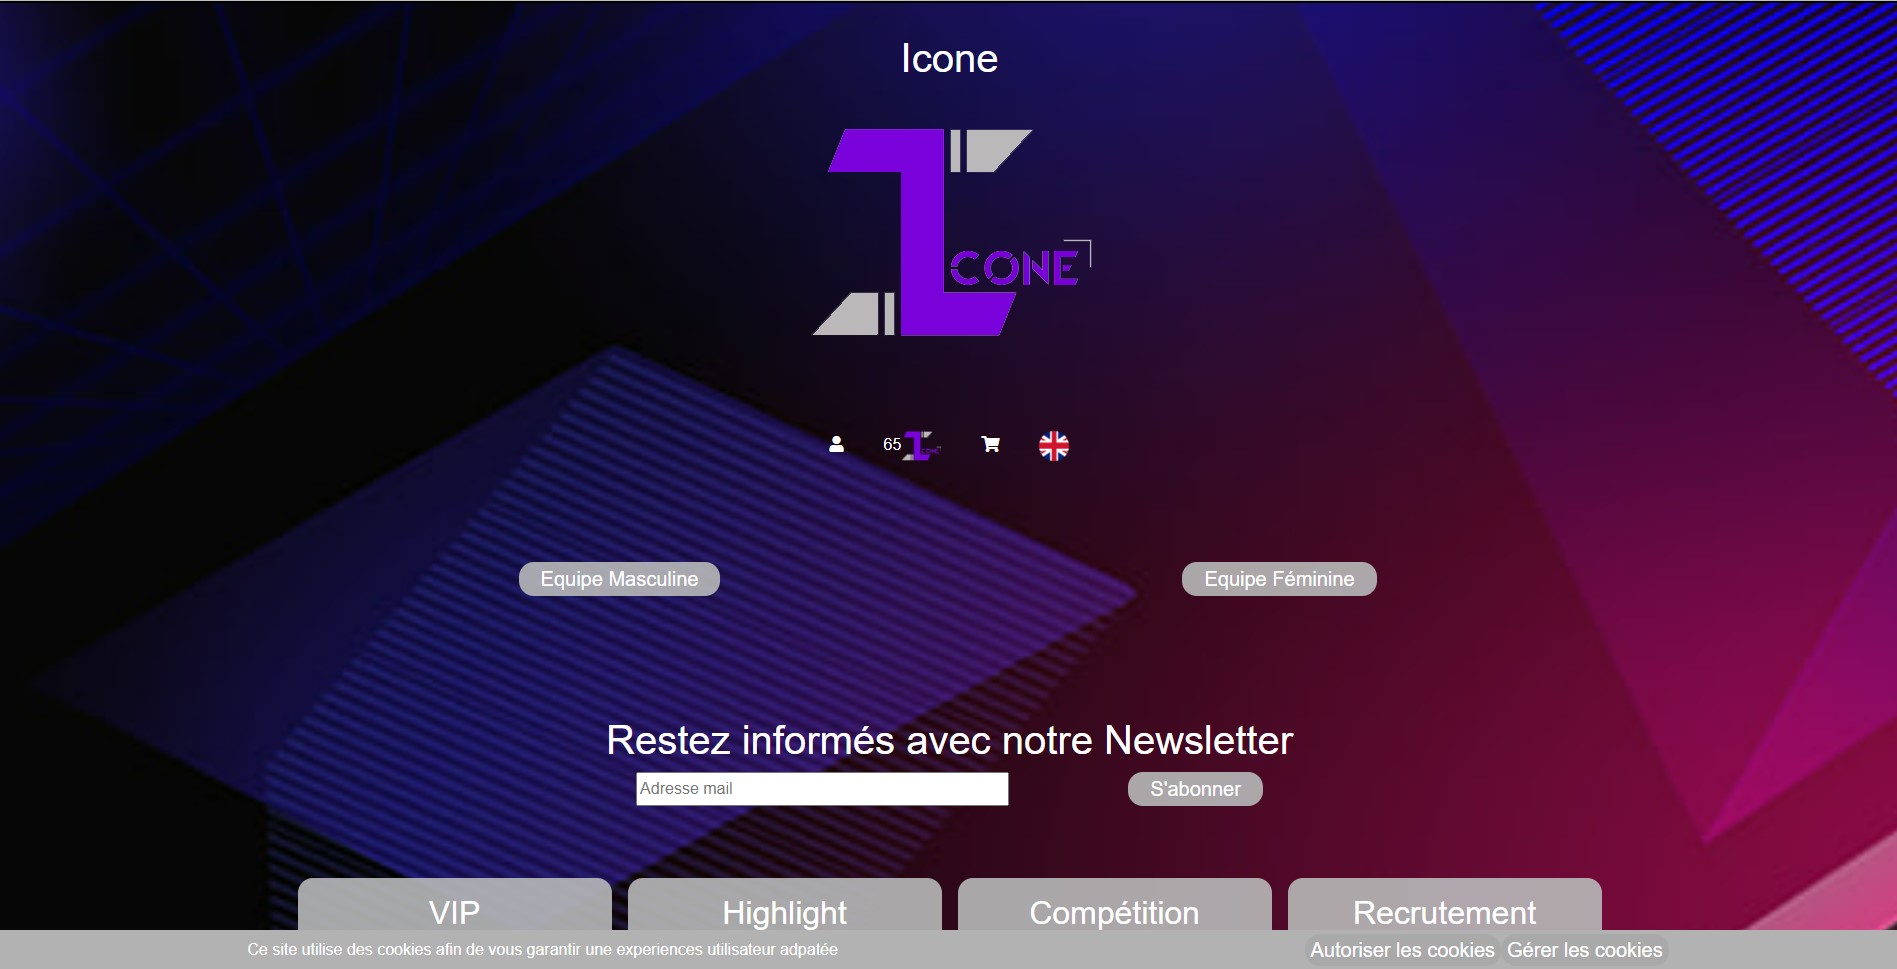 Icone
CONE
65
Equipe Masculine
Equipe Féminine
Restez informés avec notre Newsletter
Adresse mail
S'abonner
VIP
Highlight
Compétition
Recrutement
Ce site utilise des cookies afin de vous garantir une experiences utilisateur adpatée
Autoriser les cookies
Gérer les cookies